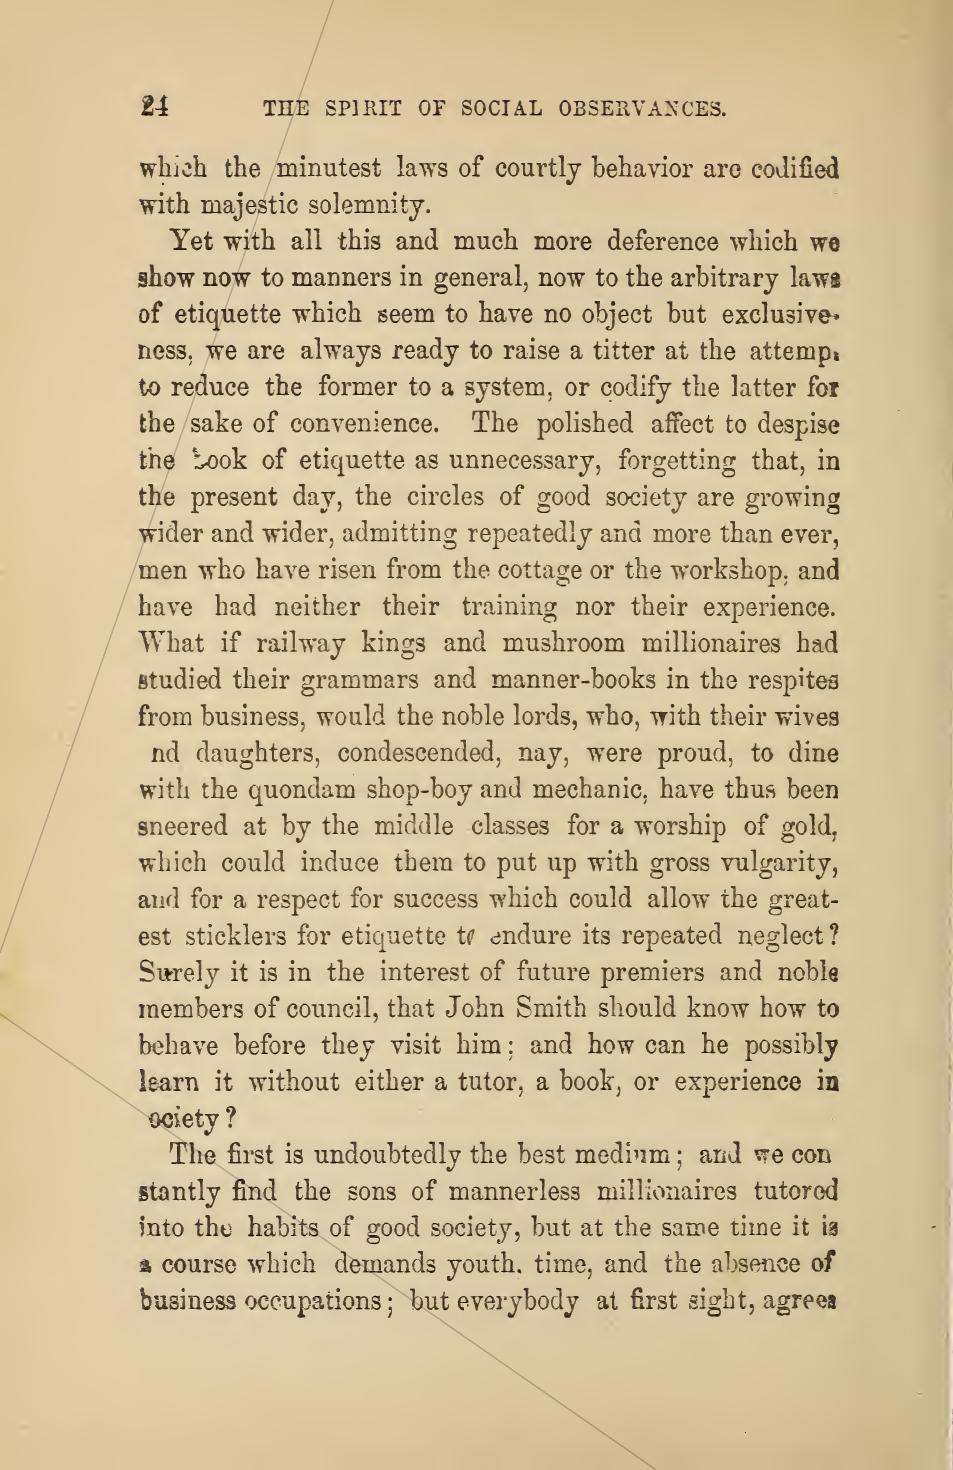 24 THE SPIRIT OF SOCIAL OBSERVANCES.
which the minutest laws of courtly behavior are codified
with majestic solemnity.
Yet with all this and much more deference which we
show now to manners in general, now to the arbitrary laws
of etiquette which seem to have no object but exclusive-
ness, we are always ready to raise a titter at the attempt
to reduce the former to a system, or codify the latter for
the sake of convenience. The polished affect to despise
the book of etiquette as unnecessary, forgetting that, in
the present day, the circles of good society are growing
wider and wider, admitting repeatedly and more than ever,
men who have risen from the cottage or the workshop, and
have had neither their training nor their experience.
What if railway kings and mushroom millionaires had
studied their grammars and manner-books in the respites
from business, would the noble lords, who, with their wives
nd daughters, condescended, nay, were proud, to dine
with the quondam shop-boy and mechanic, have thus been
sneered at by the middle classes for a worship of gold,
which could induce them to put up with gross vulgarity,
and for a respect for success which could allow the great-
est sticklers for etiquette to endure its repeated neglect?
Surely it is in the interest of future premiers and noble
members of council, that John Smith should know how to
behave before they visit him; and how can he possibly
learn it without either a tutor, a book, or experience in
ociety?
The first is undoubtedly the best medium; and we con
stantly find the sons of mannerless millionaires tutored
into the habits of good society, but at the same time it is
a course which demands youth. time, and the absence of
business occupations; but everybody at first sight, agrees